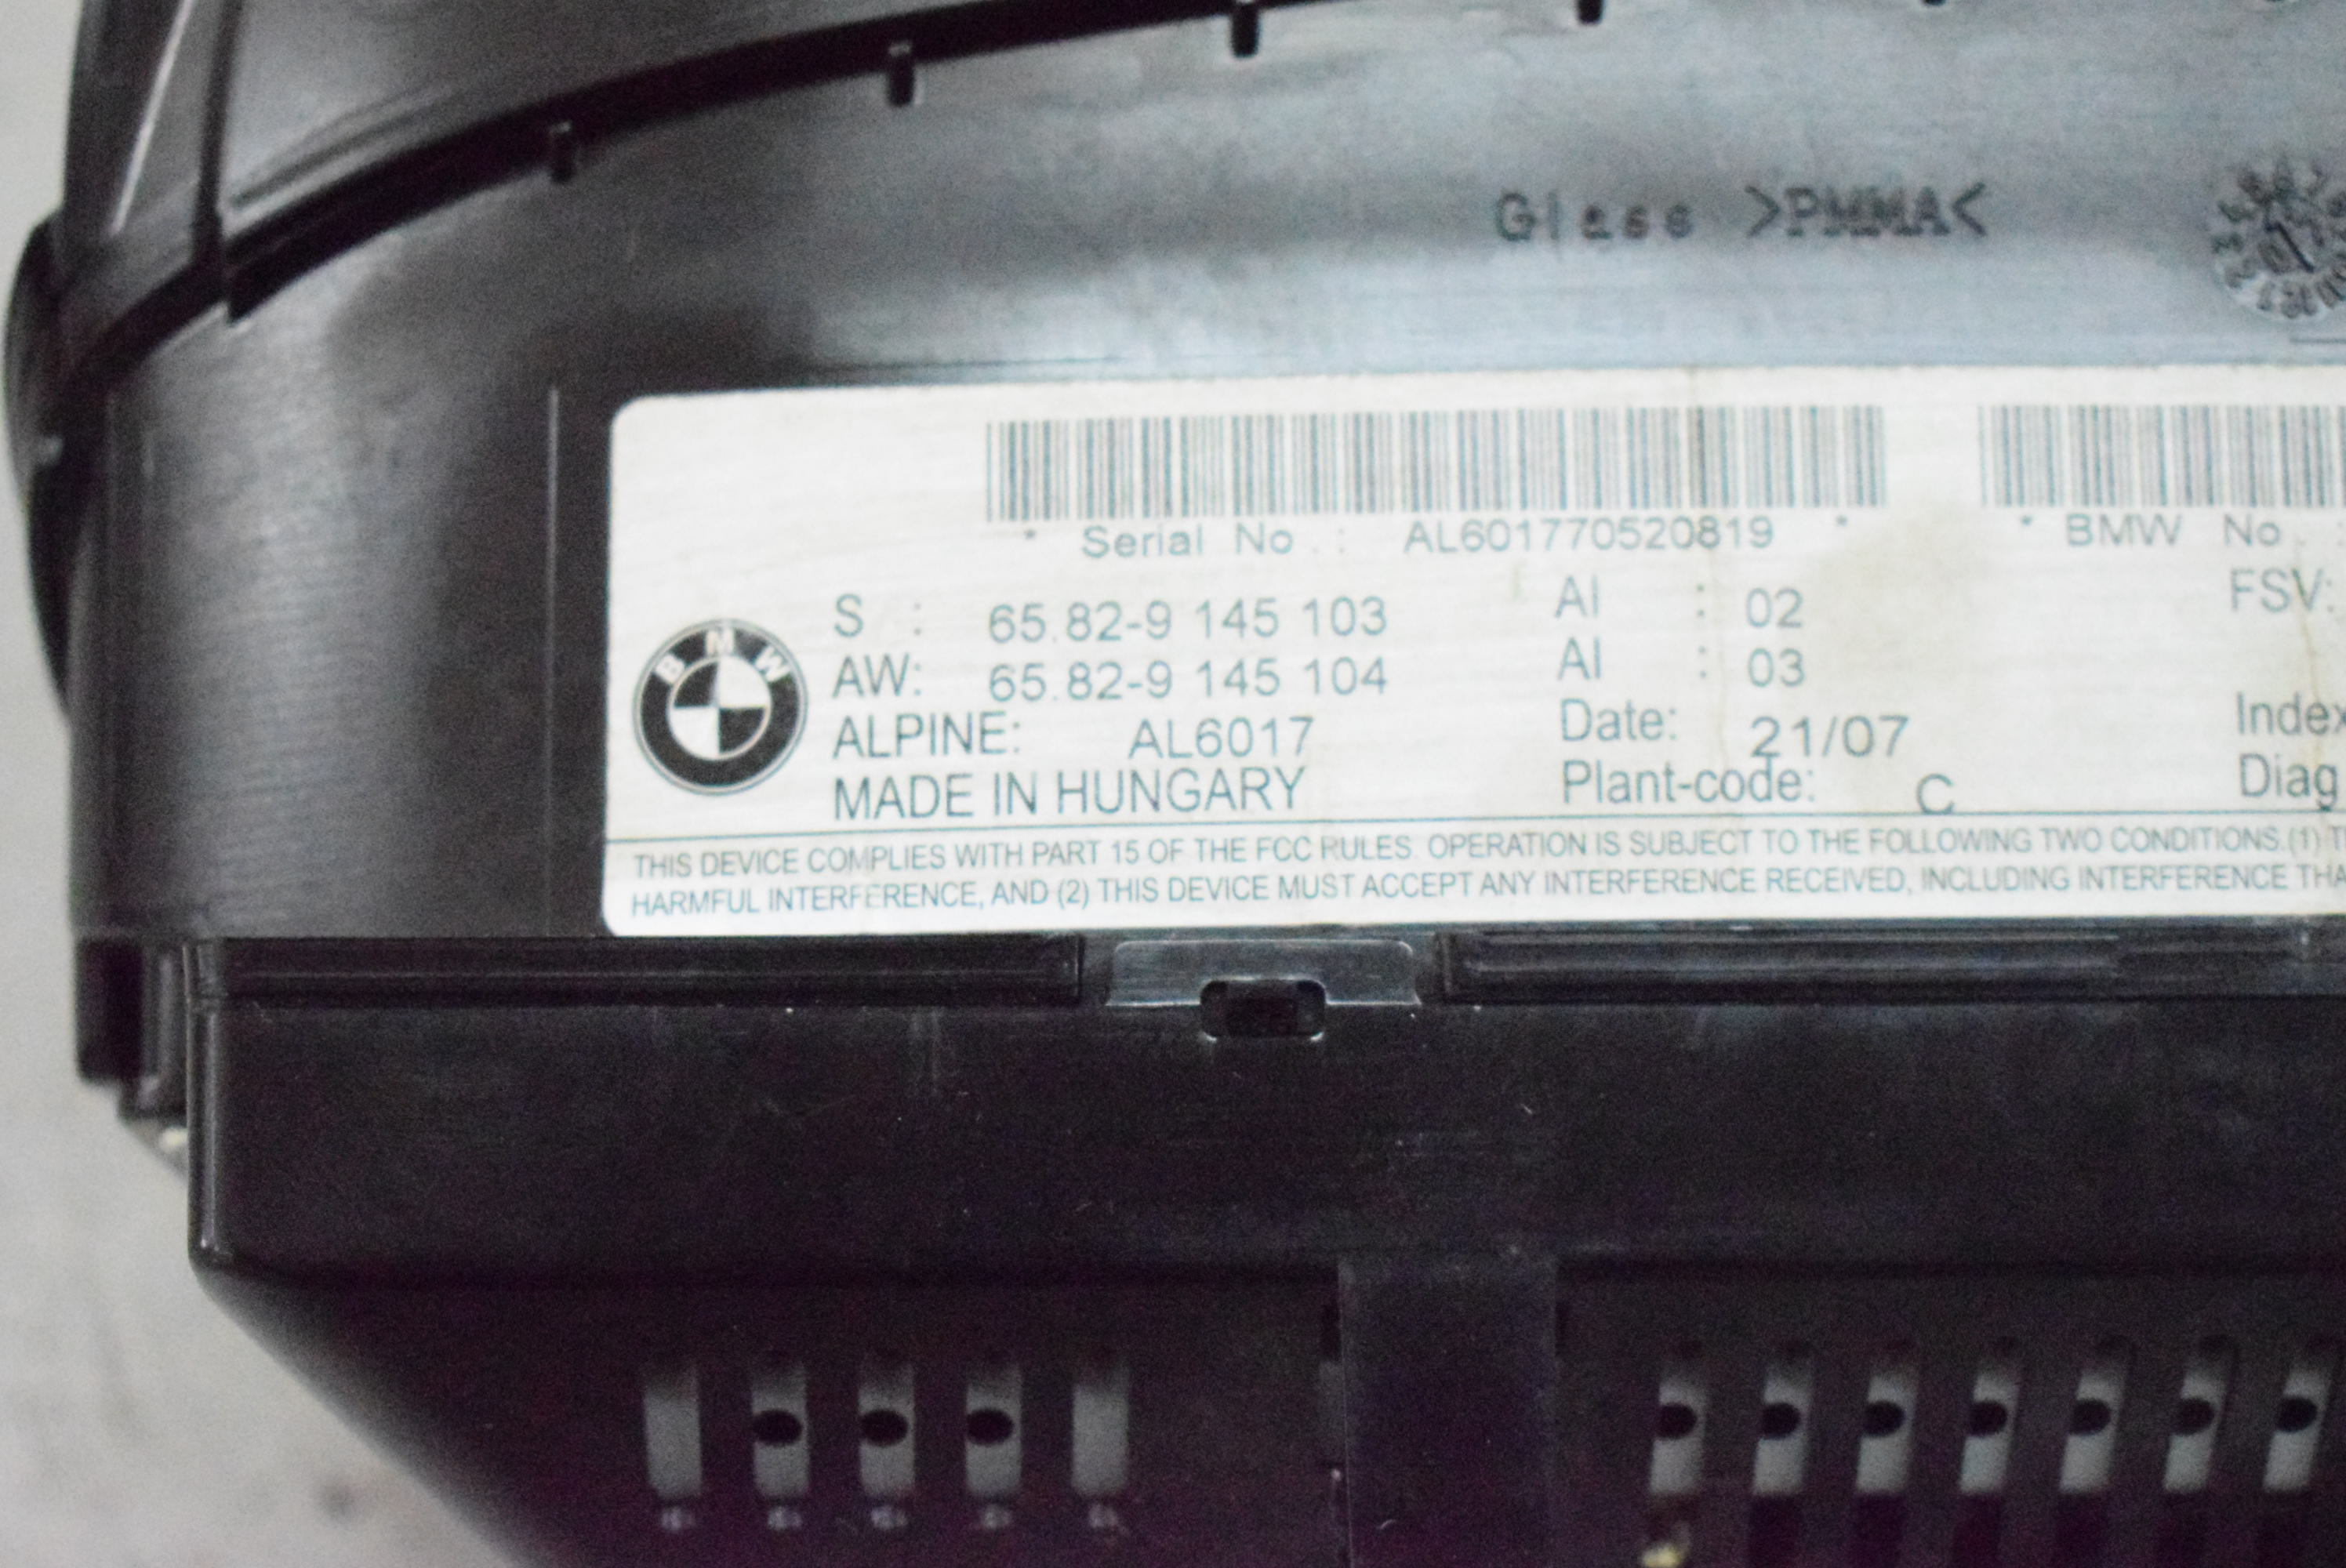 Glass >PMMA<
* Serial No.: AL601770520819 * * BMW No.:
S : 65.82-9 145 103 AI : 02 FSV:
AW: 65.82-9 145 104 AI : 03
BMW
ALPINE: AL6017 Date: 21/07 Index
MADE IN HUNGARY Plant-code: C Diag
THIS DEVICE COMPLIES WITH PART 15 OF THE FCC RULES. OPERATION IS SUBJECT TO THE FOLLOWING TWO CONDITIONS.(1) T
HARMFUL INTERFERENCE, AND (2) THIS DEVICE MUST ACCEPT ANY INTERFERENCE RECEIVED, INCLUDING INTERFERENCE THA